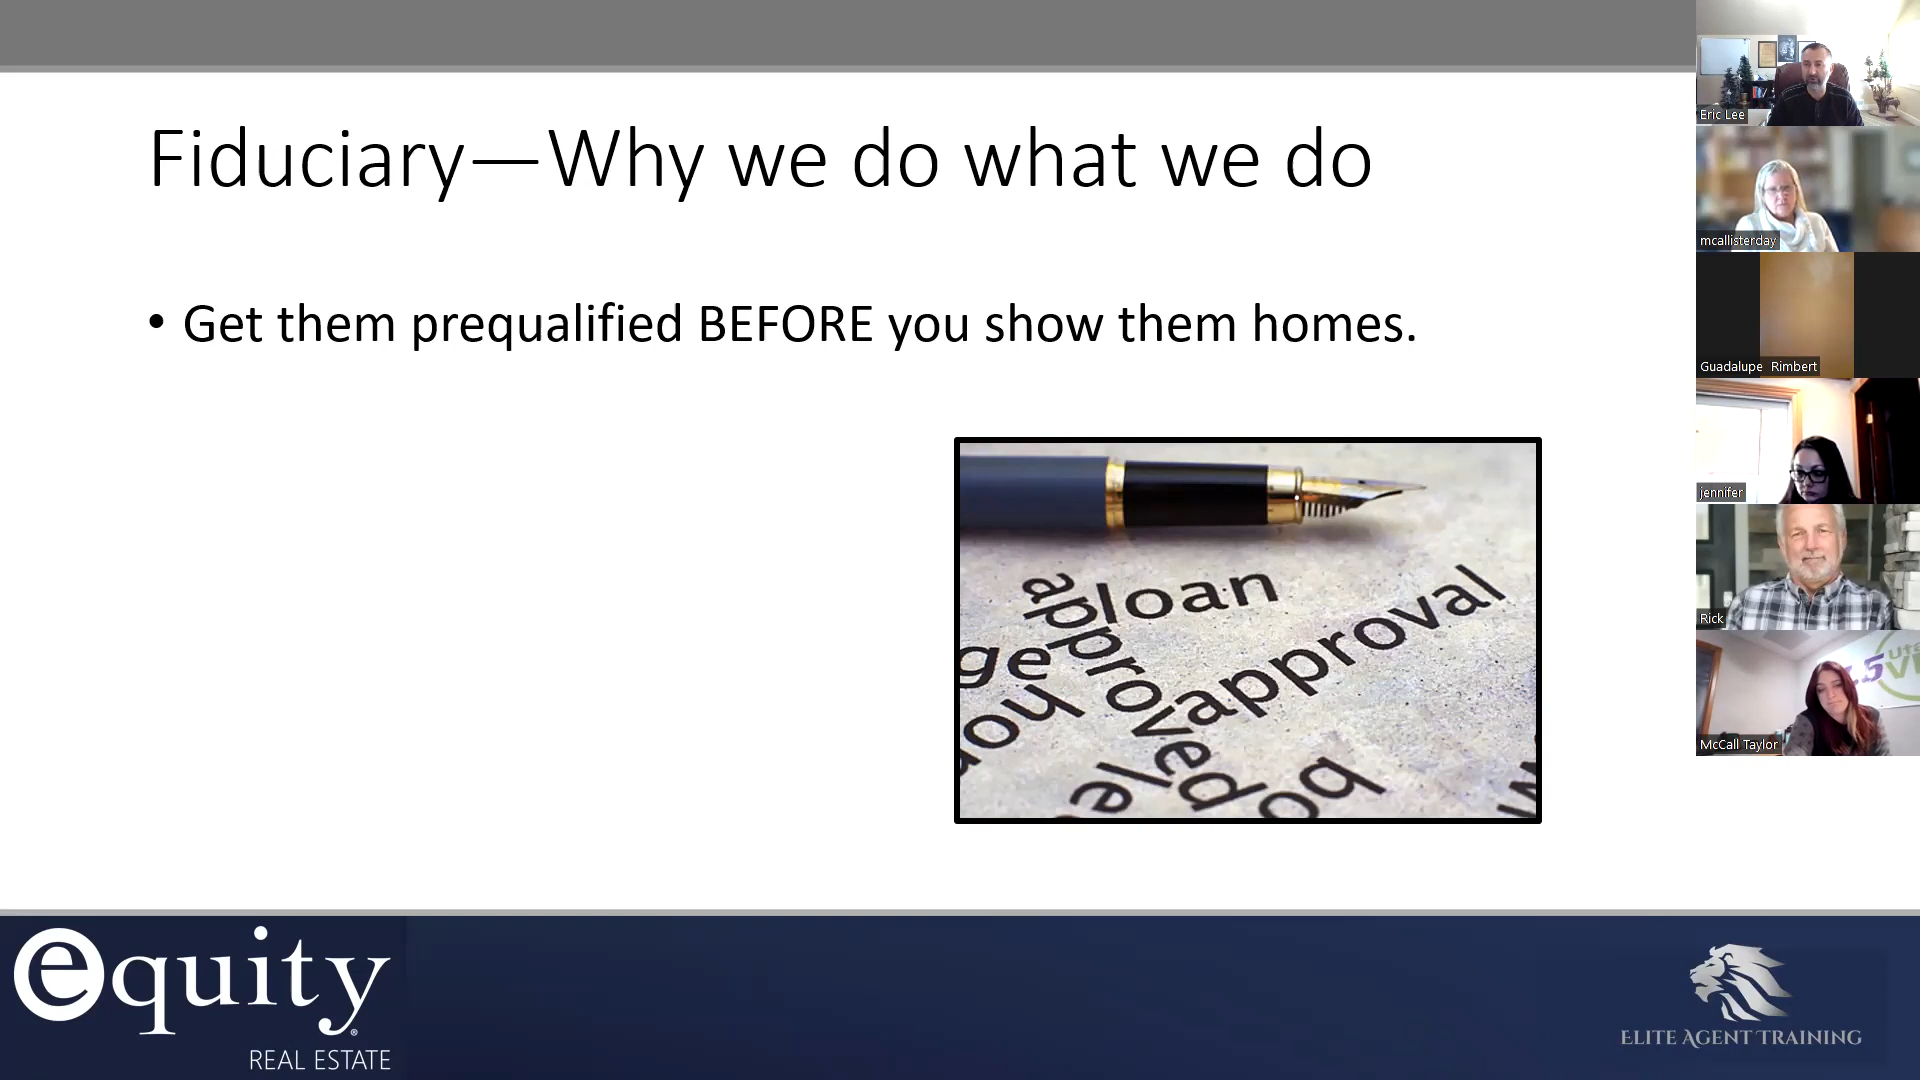 Fiduciary—Why we do what we do
• Get them prequalified BEFORE you show them homes.
loan
approval
approved
equity
REAL ESTATE
ELITE AGENT TRAINING
Eric Lee
mcallisterday
Guadalupe Rimbert
jennifer
Rick
McCall Taylor